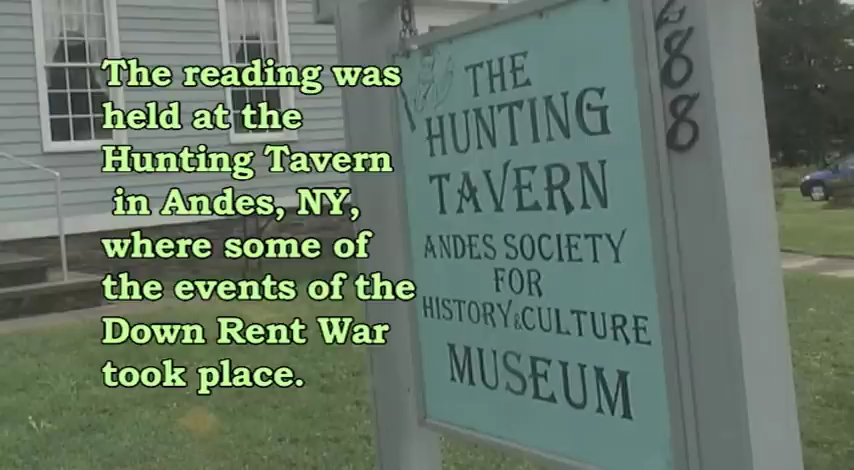 The reading was
held at the
Hunting Tavern
in Andes, NY,
where some of
the events of the
Down Rent War
took place.
THE
HUNTING
TAVERN
ANDES SOCIETY
FOR
HISTORY & CULTURE
MUSEUM
288